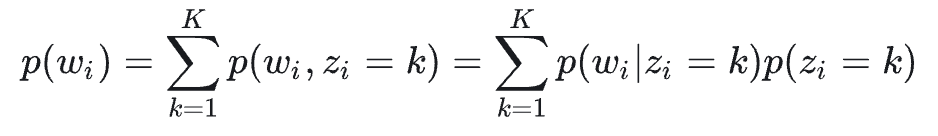 $p(w_i) = \sum_{k=1}^{K} p(w_i, z_i = k) = \sum_{k=1}^{K} p(w_i | z_i = k) p(z_i = k)$